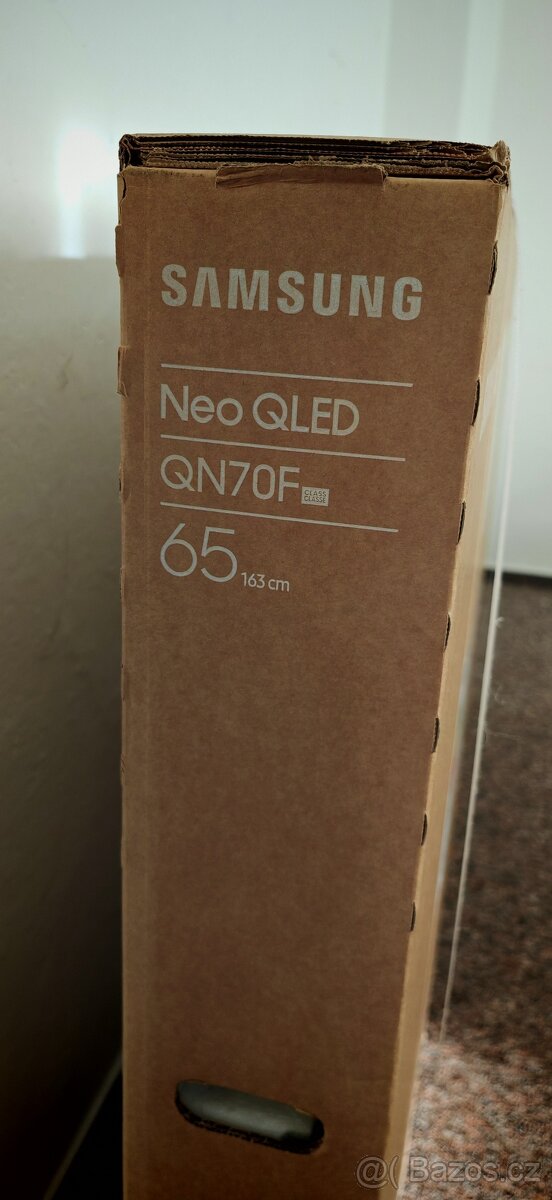 SAMSUNG
Neo QLED
QN70F CLASS CLASSE
65 163 cm
@( Bazos.cz